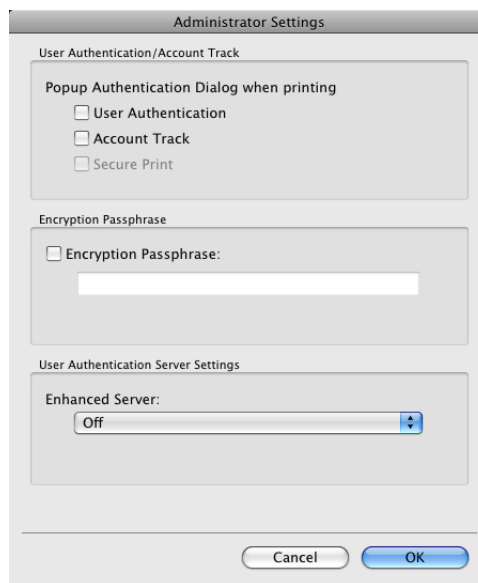 Administrator Settings
User Authentication/Account Track
Popup Authentication Dialog when printing
User Authentication
Account Track
Secure Print
Encryption Passphrase
Encryption Passphrase:
User Authentication Server Settings
Enhanced Server:
Off
Cancel
OK